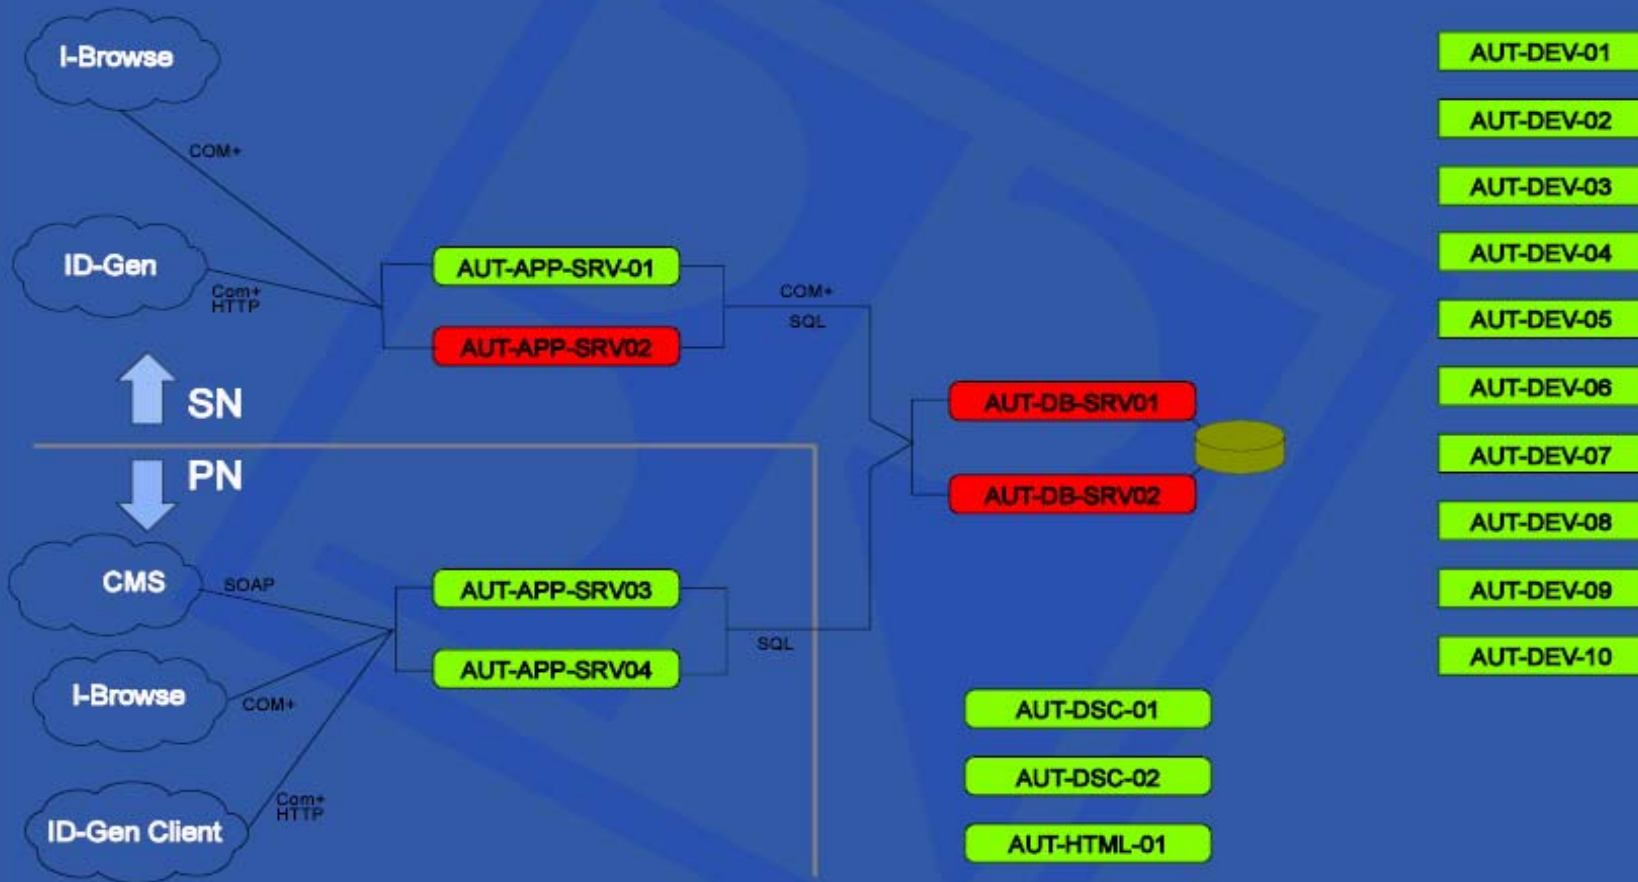 I-Browse
COM+
ID-Gen
Com+
HTTP
AUT-APP-SRV-01
AUT-APP-SRV02
COM+
SQL
SN
PN
AUT-DB-SRV01
AUT-DB-SRV02
CMS
SOAP
AUT-APP-SRV03
AUT-APP-SRV04
SQL
I-Browse
COM+
ID-Gen Client
Com+
HTTP
AUT-DSC-01
AUT-DSC-02
AUT-HTML-01
AUT-DEV-01
AUT-DEV-02
AUT-DEV-03
AUT-DEV-04
AUT-DEV-05
AUT-DEV-06
AUT-DEV-07
AUT-DEV-08
AUT-DEV-09
AUT-DEV-10